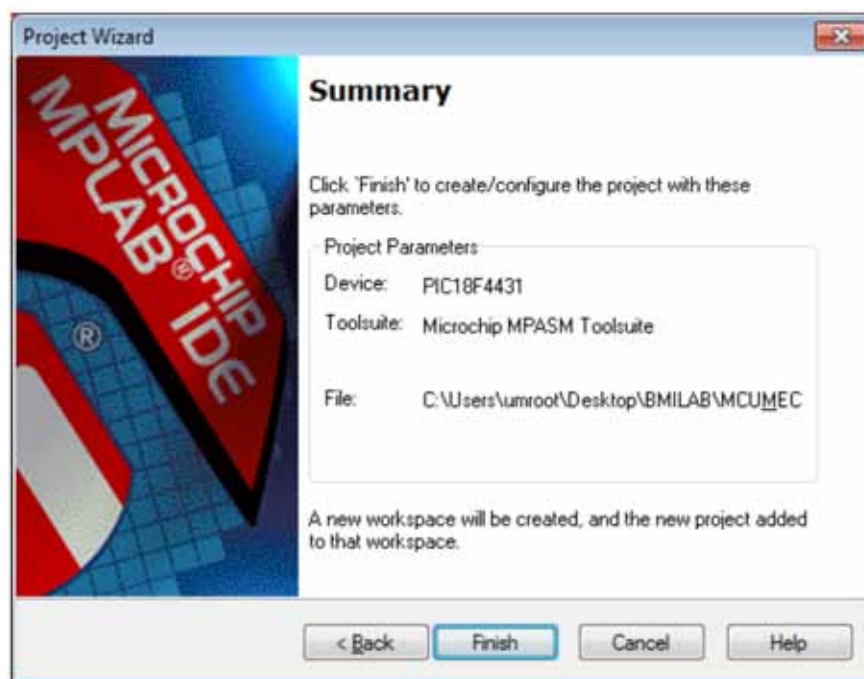 Project Wizard
MICROCHIP
MPLAB® IDE
®
Summary
Click `Finish' to create/configure the project with these
parameters.
Project Parameters
Device: PIC18F4431
Toolsuite: Microchip MPASM Toolsuite
File: C:\Users\umroot\Desktop\BMILAB\MCUMEC
A new workspace will be created, and the new project added
to that workspace.
< Back Finish Cancel Help